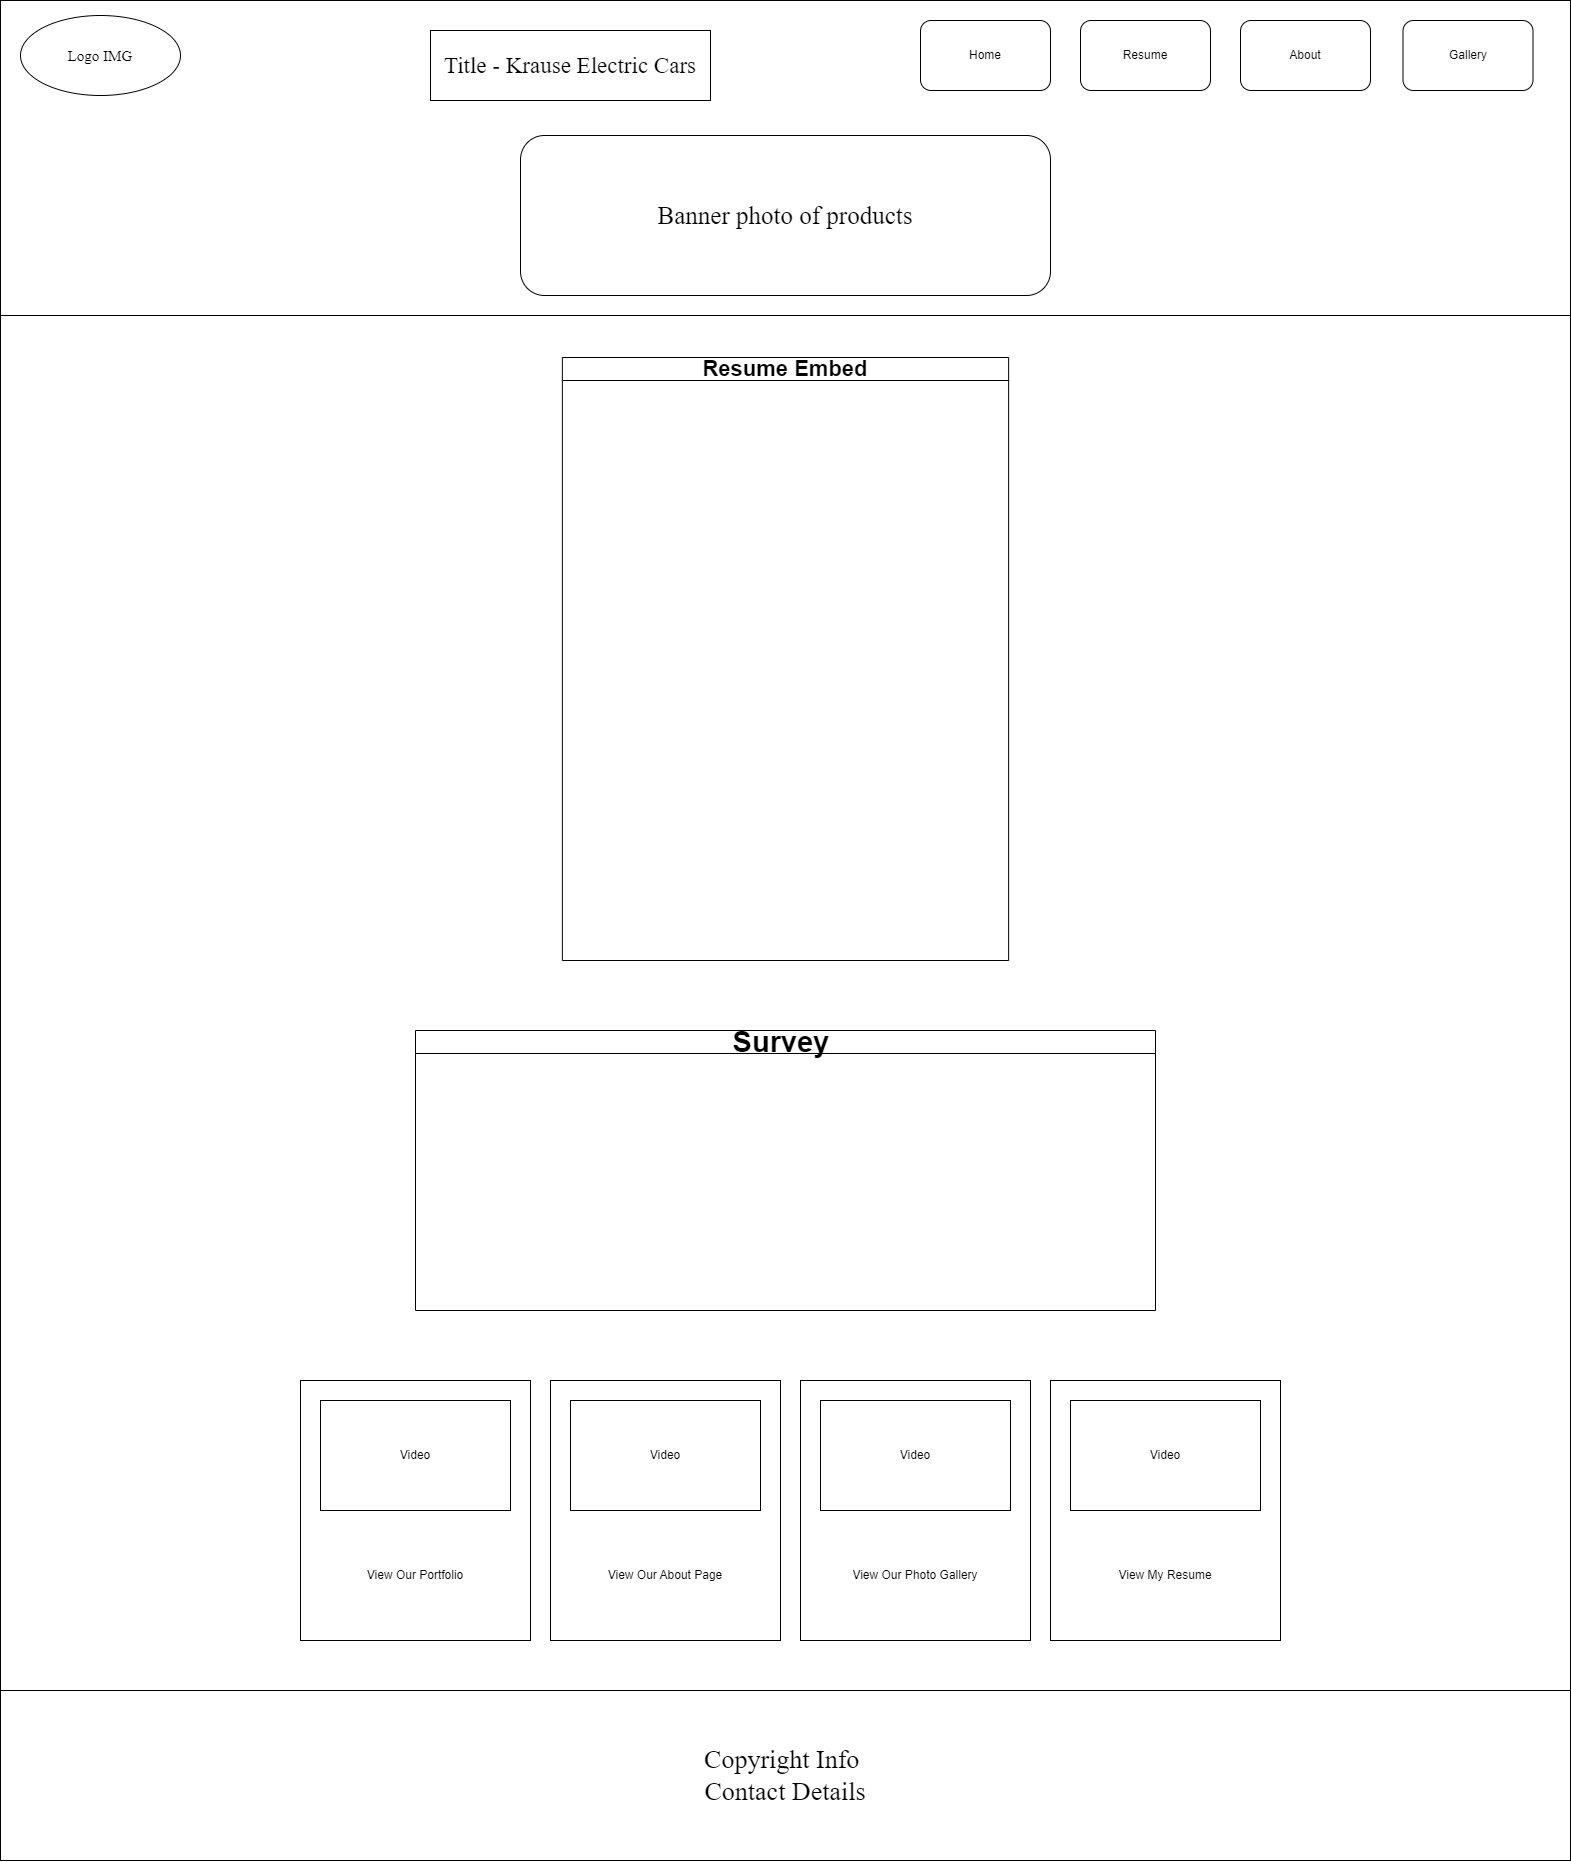 Logo IMG
Title - Krause Electric Cars
Home
Resume
About
Gallery
Banner photo of products
Resume Embed
Survey
Video
Video
Video
Video
View Our Portfolio
View Our About Page
View Our Photo Gallery
View My Resume
Copyright Info
Contact Details